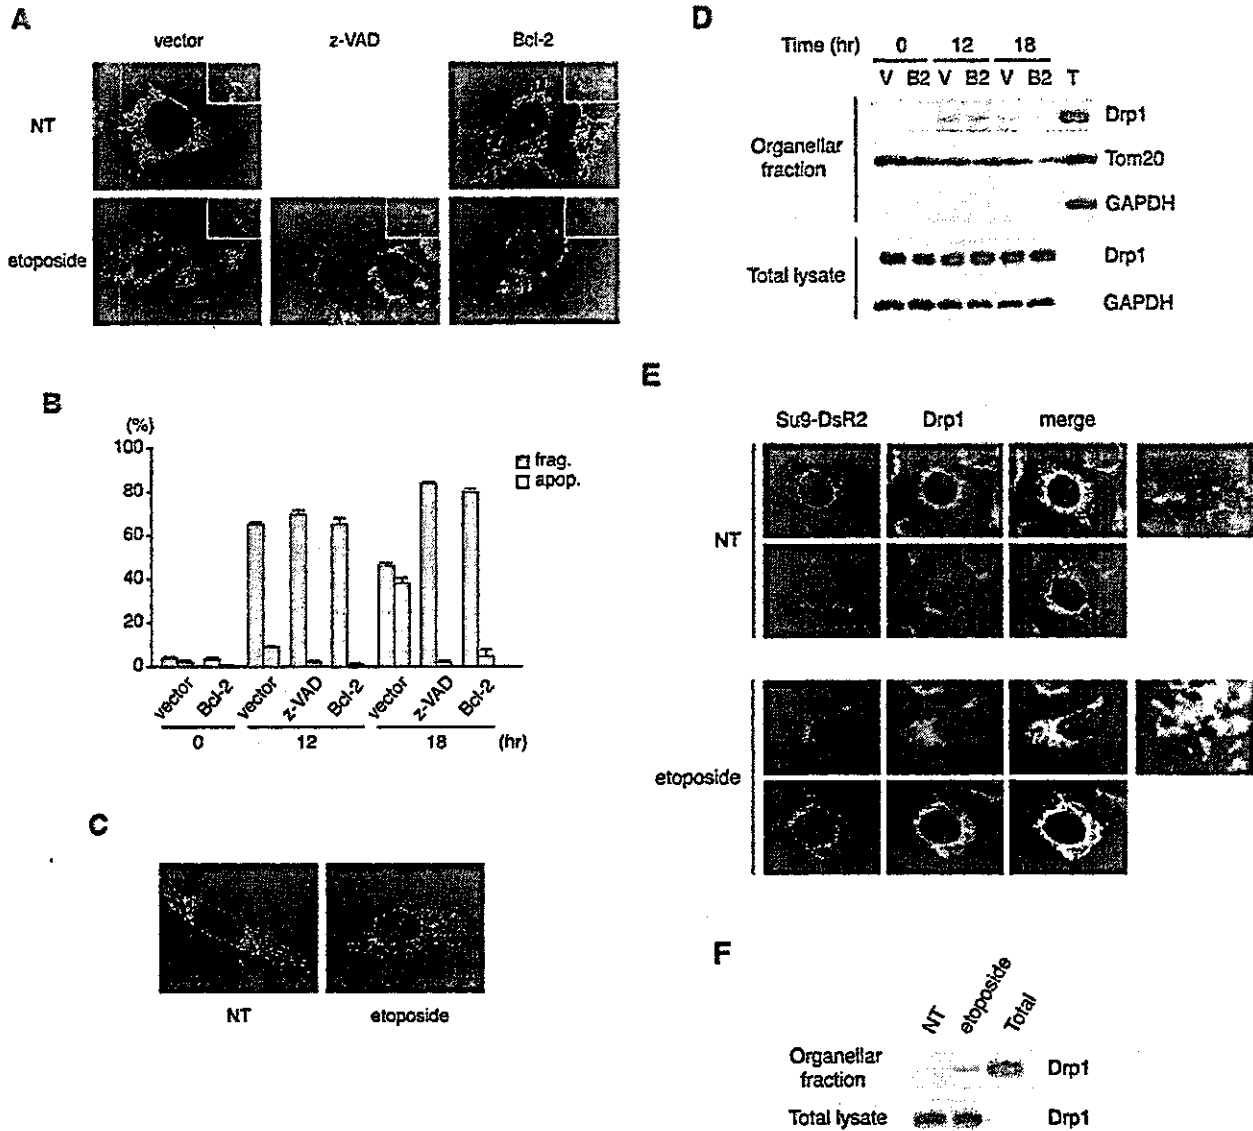 A
vector z-VAD Bcl-2
NT
etoposide
B
(%)
100
80
60
40
20
0
frag.
apop.
vector Bcl-2 vector z-VAD Bcl-2 vector z-VAD Bcl-2
0 12 18 (hr)
C
NT etoposide
D
Time (hr) 0 12 18
V B2 V B2 V B2 T
Organellar
fraction
Drp1
Tom20
GAPDH
Total lysate
Drp1
GAPDH
E
Su9-DsR2 Drp1 merge
NT
etoposide
F
NT etoposide Total
Organellar
fraction
Drp1
Total lysate Drp1